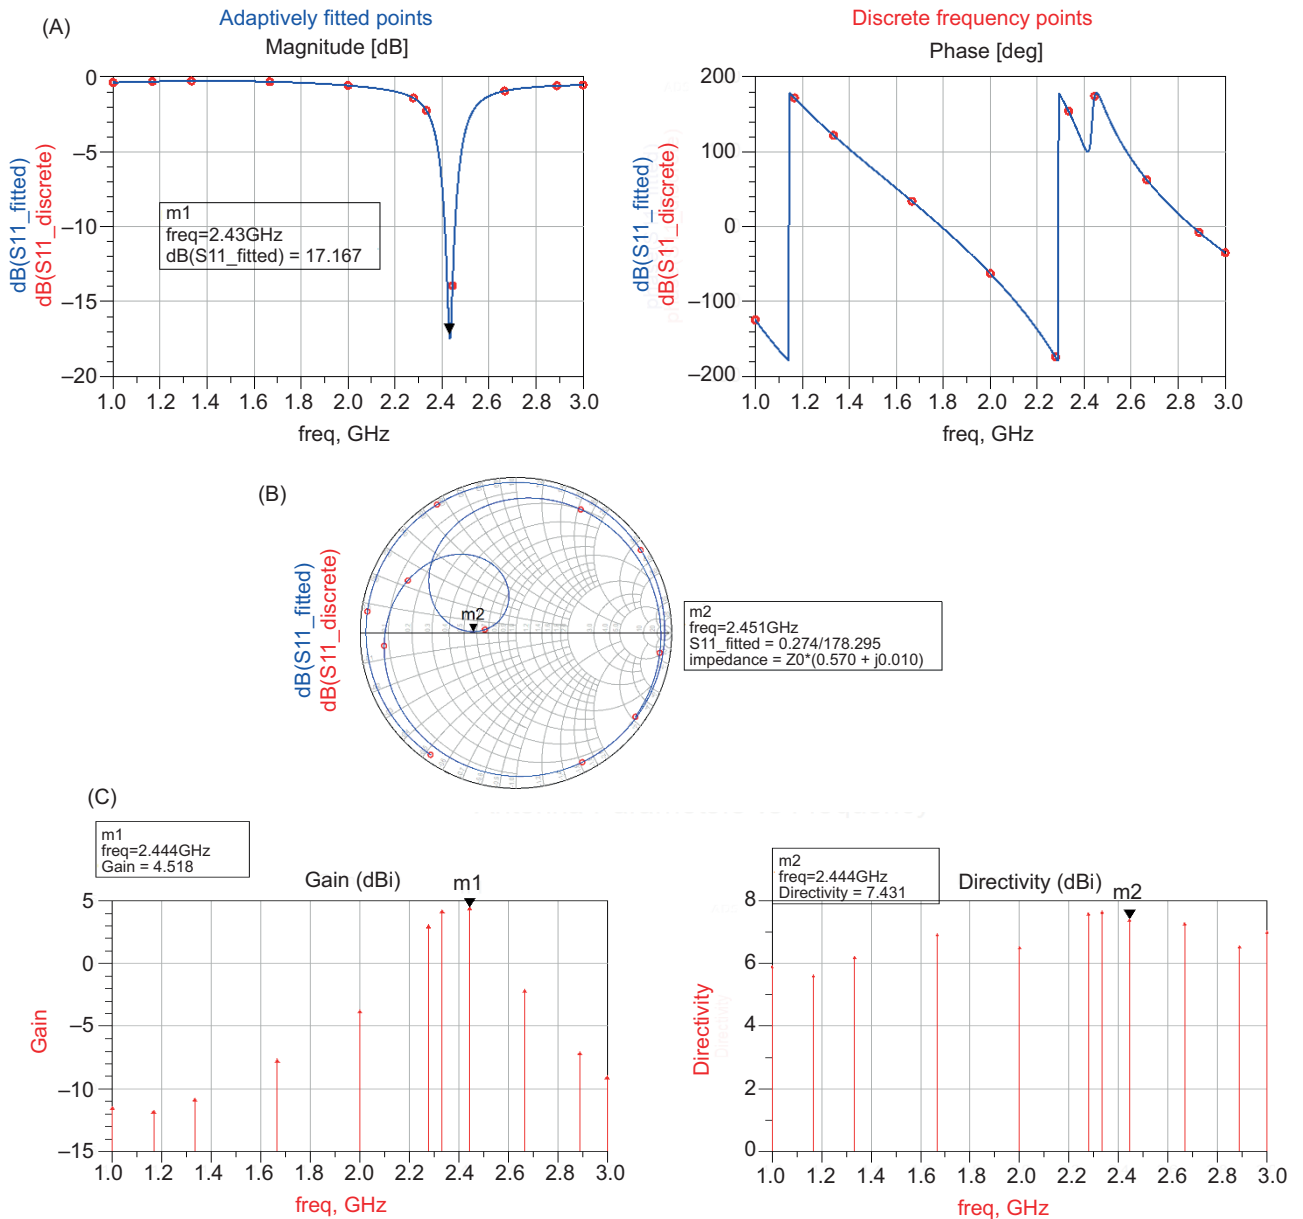 (A)
Adaptively fitted points
Discrete frequency points
Magnitude [dB]
Phase [deg]
0
–5
–10
–15
–20
dB(S11_fitted)
dB(S11_discrete)
m1
freq=2.43GHz
dB(S11_fitted) = 17.167
1.0 1.2 1.4 1.6 1.8 2.0 2.2 2.4 2.6 2.8 3.0
freq, GHz
200
100
0
–100
–200
dB(S11_fitted)
dB(S11_discrete)
1.0 1.2 1.4 1.6 1.8 2.0 2.2 2.4 2.6 2.8 3.0
freq, GHz
(B)
dB(S11_fitted)
dB(S11_discrete)
m2
m2
freq=2.451GHz
S11_fitted = 0.274/178.295
impedance = Z0*(0.570 + j0.010)
(C)
m1
freq=2.444GHz
Gain = 4.518
Gain (dBi)
m1
5
0
–5
–10
–15
Gain
1.0 1.2 1.4 1.6 1.8 2.0 2.2 2.4 2.6 2.8 3.0
freq, GHz
m2
freq=2.444GHz
Directivity = 7.431
Directivity (dBi)
m2
8
6
4
2
0
Directivity
1.0 1.2 1.4 1.6 1.8 2.0 2.2 2.4 2.6 2.8 3.0
freq, GHz